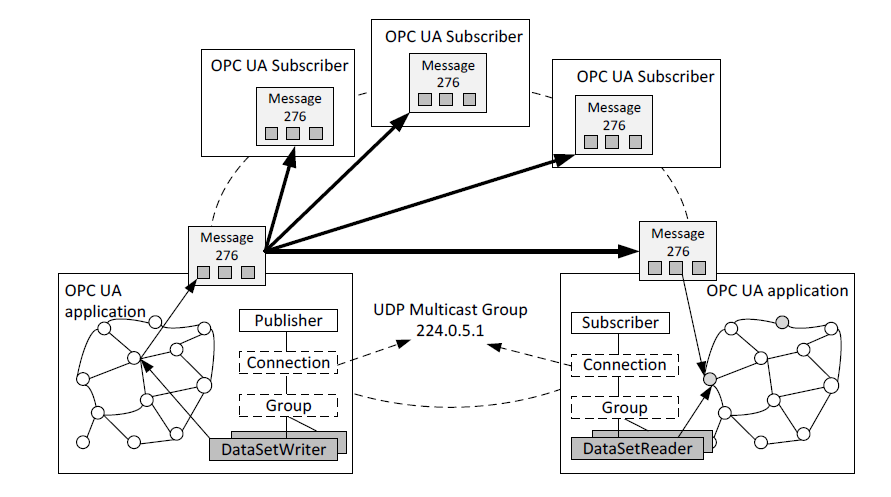 OPC UA Subscriber
Message
276
OPC UA Subscriber
Message
276
OPC UA Subscriber
Message
276
Message
276
Message
276
OPC UA
application
Publisher
Connection
Group
DataSetWriter
UDP Multicast Group
224.0.5.1
OPC UA application
Subscriber
Connection
Group
DataSetReader